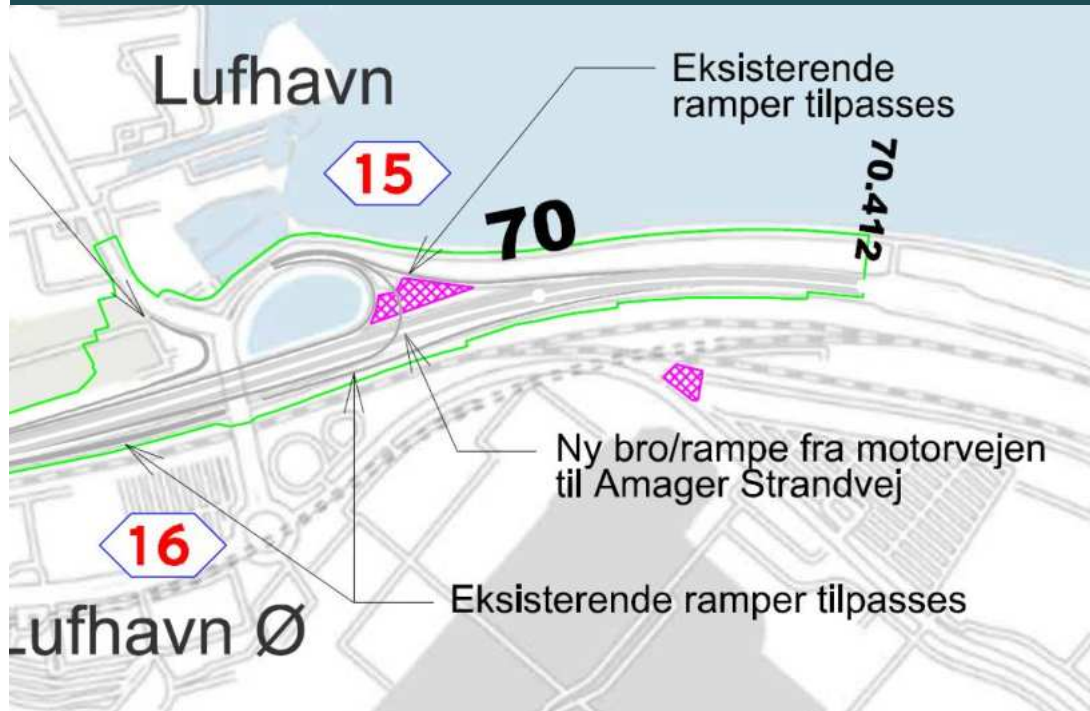 Lufhavn
Eksisterende
ramper tilpasses
15
70
70.412
Ny bro/rampe fra motorvejen
til Amager Strandvej
16
Eksisterende ramper tilpasses
Lufhavn Ø